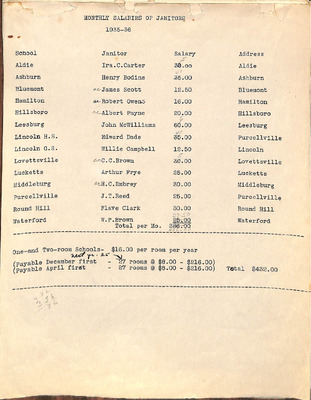 MONTHLY SALARIES OF JANITORS
1935-36
School Janitor Salary Address
Aldie Ira.C.Carter 30.00 Aldie
Ashburn Henry Bodine 25.00 Ashburn
Bluemont James Scott 12.50 Bluemont
Hamilton Robert Owens 15.00 Hamilton
Hillsboro Albert Payne 20.00 Hillsboro
Leesburg John McWilliams 60.00 Leesburg
Lincoln H.S. Edward Dade 30.00 Purcellville
Lincoln C.S. Willie Campbell 12.50 Lincoln
Lovettsville C.C.Brown 30.00 Lovettsville
Lucketts Arthur Frye 25.00 Lucketts
Middleburg H.C.Embrey 30.00 Middleburg
Purcellville J.T.Reed 25.00 Purcellville
Round Hill Flave Clark 30.00 Round Hill
Waterford W.P.Brown 25.00 Waterford
Total per Mo.
One-and Two-room Schools- $16.00 per room per year
next yr. 25
(Payable December first - 27 rooms @ $8.00 - $216.00)
(Payable April first - 27 rooms @ $8.00 - $216.00) Total $432.00